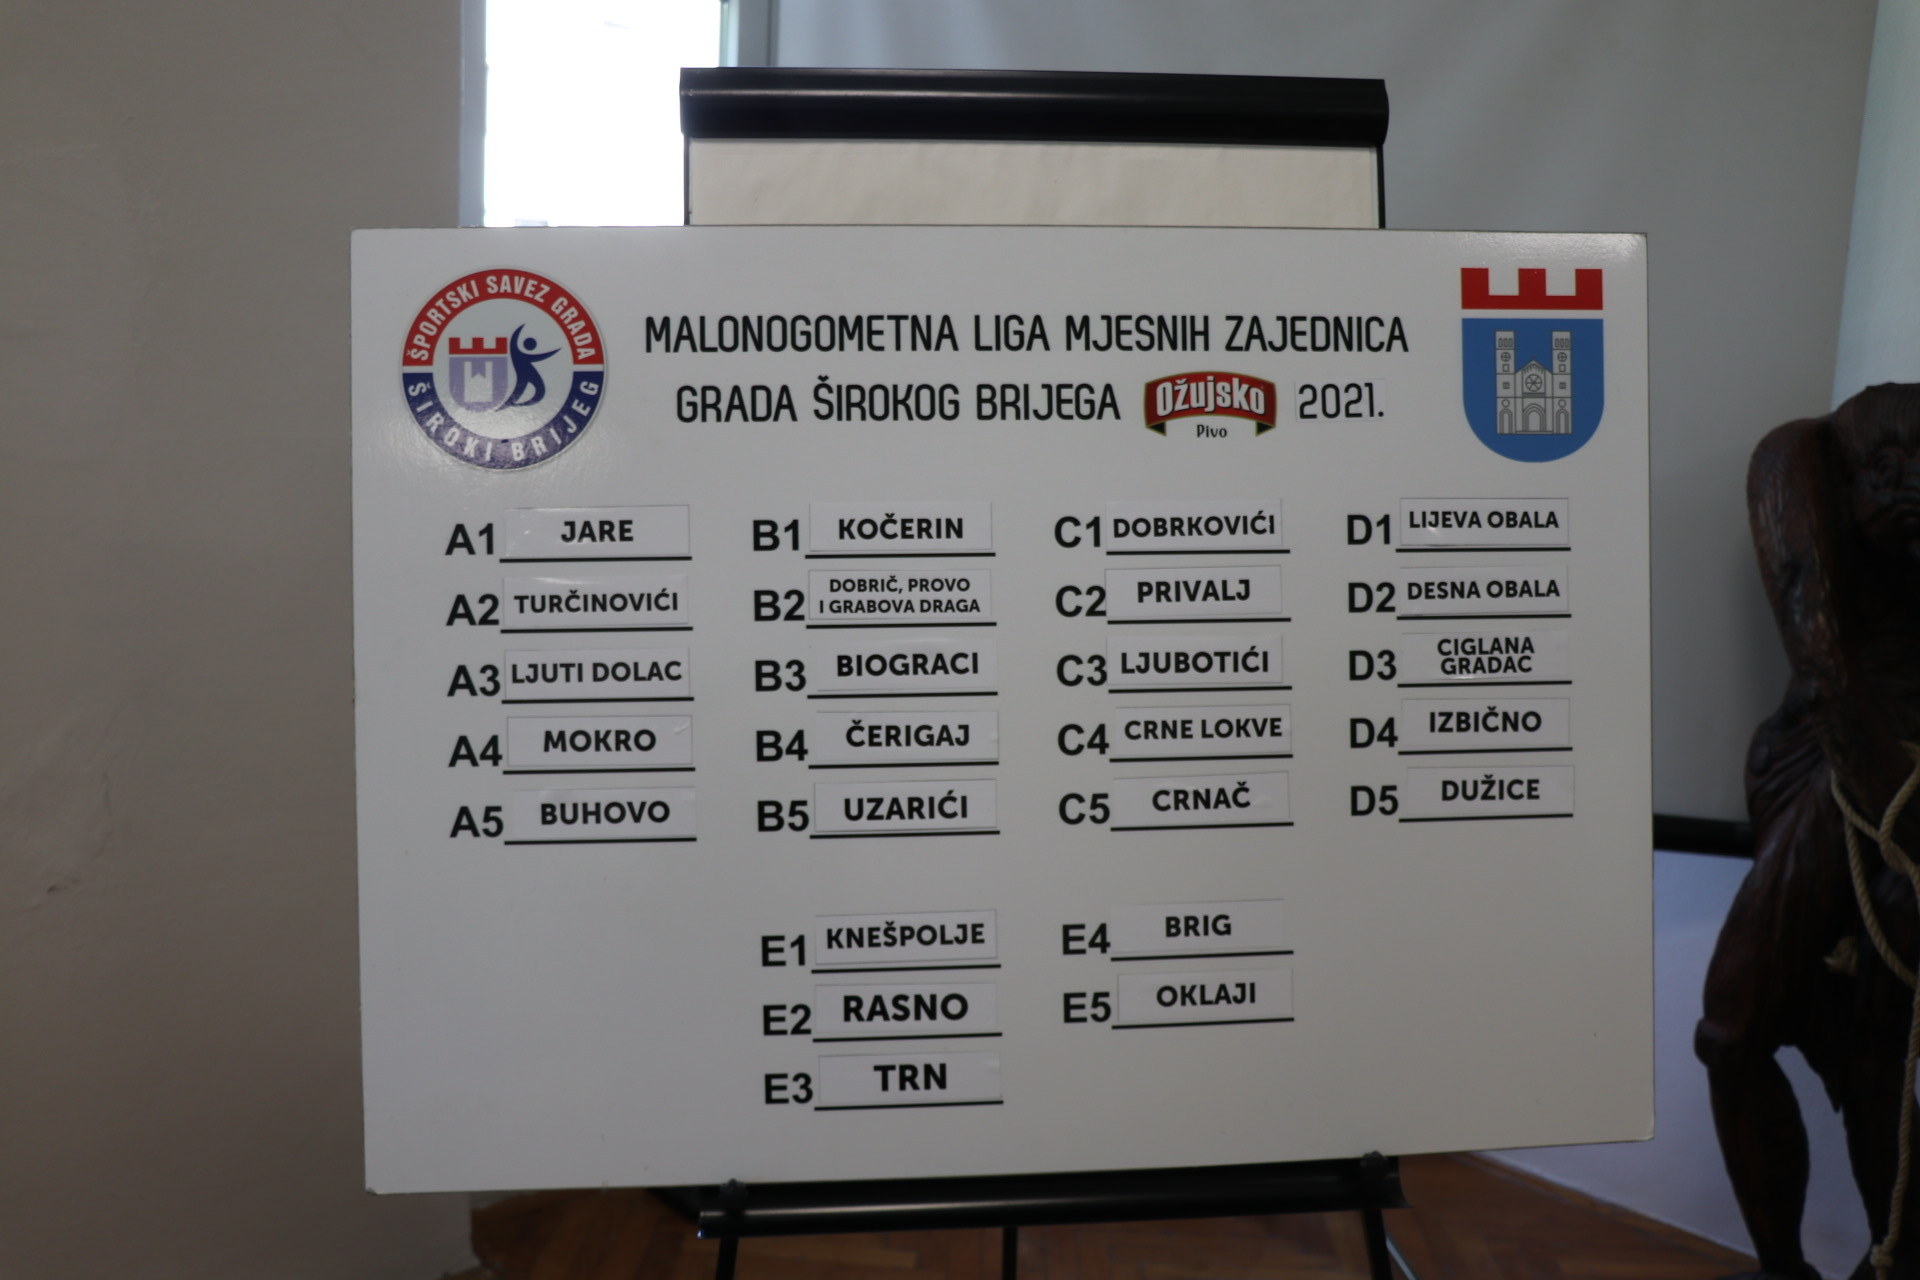 ŠPORTSKI SAVEZ GRADA
ŠIROKI BRIJEG
MALONOGOMETNA LIGA MJESNIH ZAJEDNICA
GRADA ŠIROKOG BRIJEGA Ožujsko Pivo 2021.
A1 JARE
A2 TURČINOVIĆI
A3 LJUTI DOLAC
A4 MOKRO
A5 BUHOVO
B1 KOČERIN
B2 DOBRIČ, PROVO
I GRABOVA DRAGA
B3 BIOGRACI
B4 ČERIGAJ
B5 UZARIĆI
C1 DOBRKOVIĆI
C2 PRIVALJ
C3 LJUBOTIĆI
C4 CRNE LOKVE
C5 CRNAČ
D1 LIJEVA OBALA
D2 DESNA OBALA
D3 CIGLANA
GRADAC
D4 IZBIČNO
D5 DUŽICE
E1 KNEŠPOLJE
E2 RASNO
E3 TRN
E4 BRIG
E5 OKLAJI